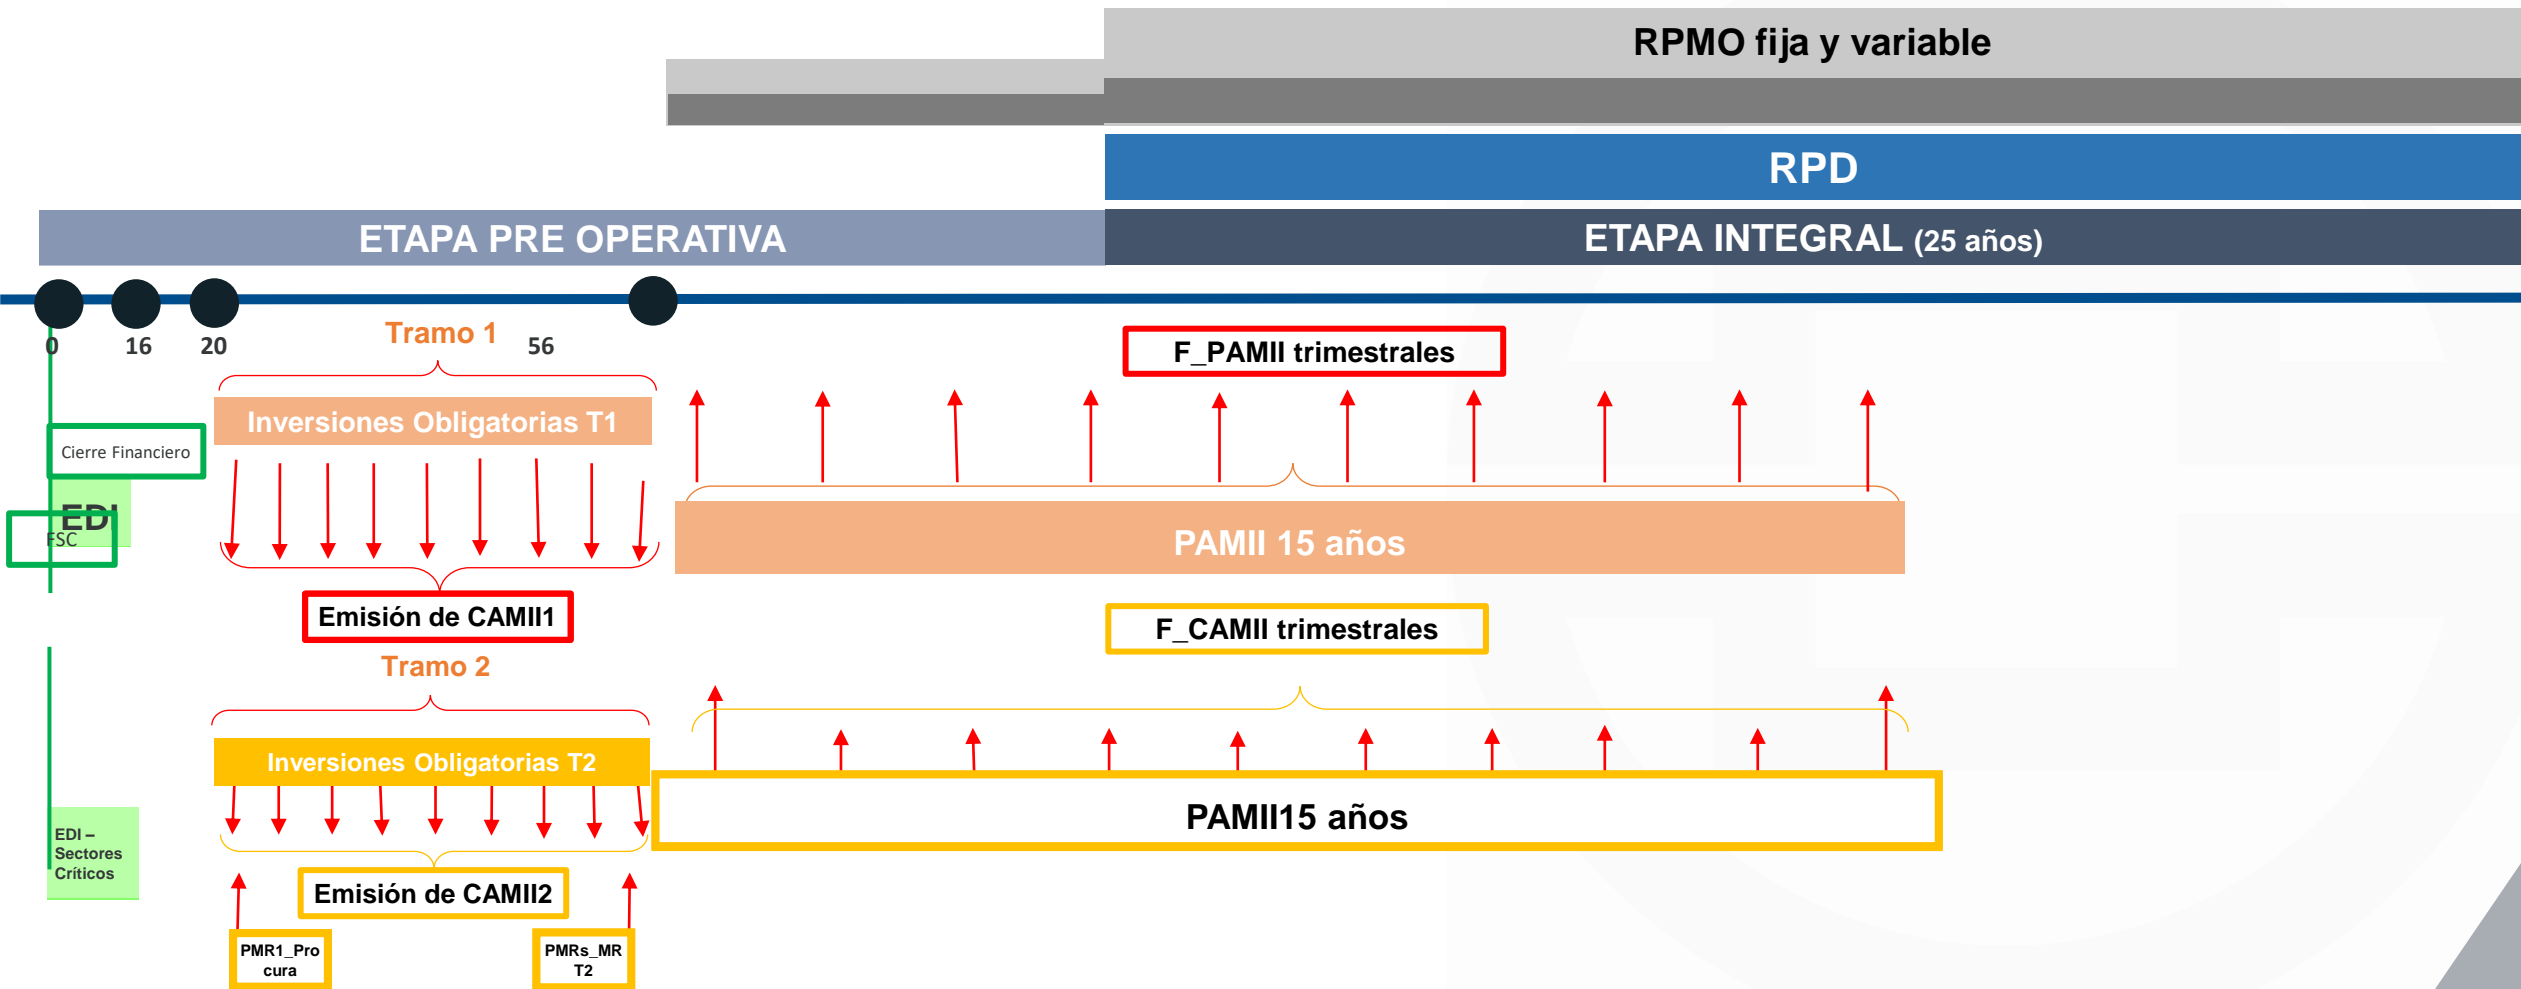 RPMO fija y variable
RPD
ETAPA PRE OPERATIVA
ETAPA INTEGRAL (25 años)
0
16
20
Tramo 1
56
F_PAMII trimestrales
Inversiones Obligatorias T1
Cierre Financiero
EDI
FSC
PAMII 15 años
Emisión de CAMII1
F_CAMII trimestrales
Tramo 2
Inversiones Obligatorias T2
PAMII15 años
EDI –
Sectores
Críticos
Emisión de CAMII2
PMR1_Pro
cura
PMRs_MR
T2